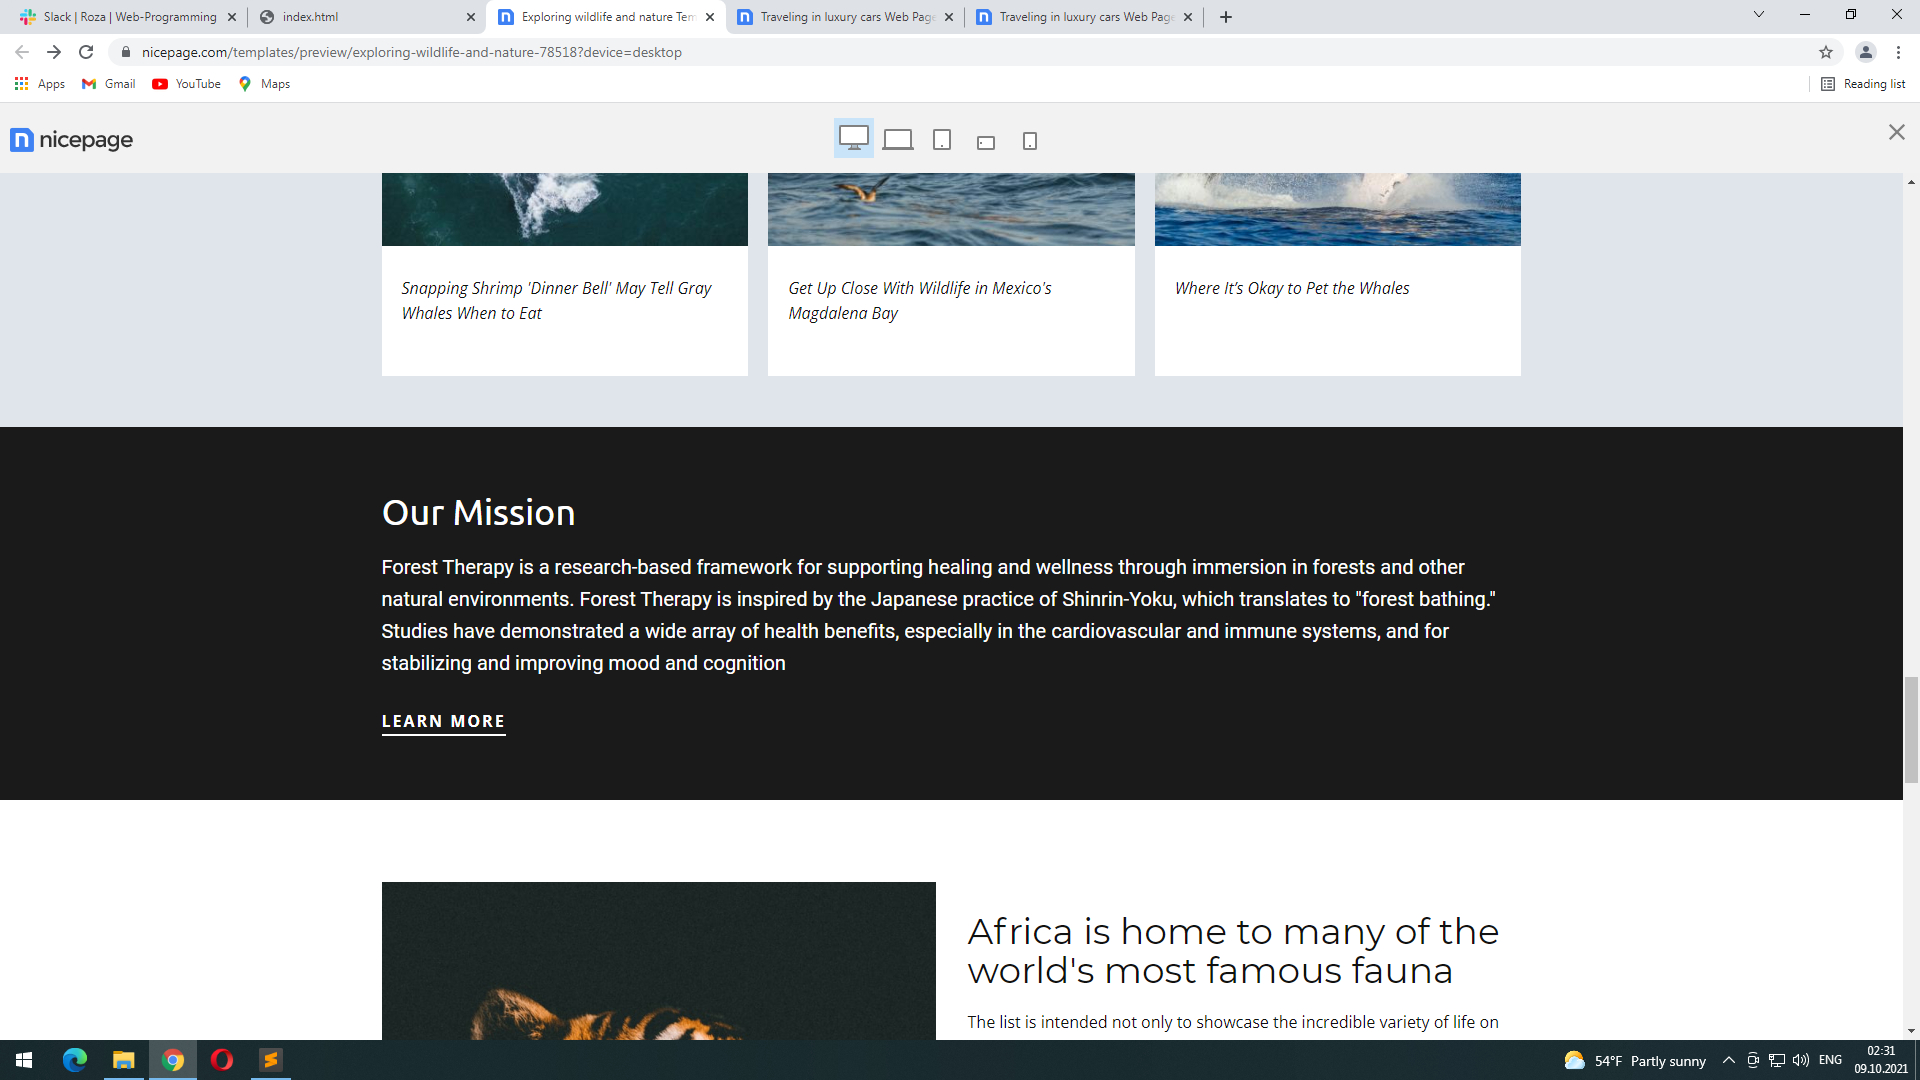 Slack | Roza | Web-Programming
index.html
Exploring wildlife and nature Tem
Traveling in luxury cars Web Page
Traveling in luxury cars Web Page
nicepage.com/templates/preview/exploring-wildlife-and-nature-78518?device=desktop
Apps
Gmail
YouTube
Maps
Reading list
nicepage
Snapping Shrimp 'Dinner Bell' May Tell Gray
Whales When to Eat
Get Up Close With Wildlife in Mexico's
Magdalena Bay
Where It’s Okay to Pet the Whales
Our Mission
Forest Therapy is a research-based framework for supporting healing and wellness through immersion in forests and other
natural environments. Forest Therapy is inspired by the Japanese practice of Shinrin-Yoku, which translates to "forest bathing."
Studies have demonstrated a wide array of health benefits, especially in the cardiovascular and immune systems, and for
stabilizing and improving mood and cognition
LEARN MORE
Africa is home to many of the
world's most famous fauna
The list is intended not only to showcase the incredible variety of life on
54°F Partly sunny
ENG
02:31
09.10.2021